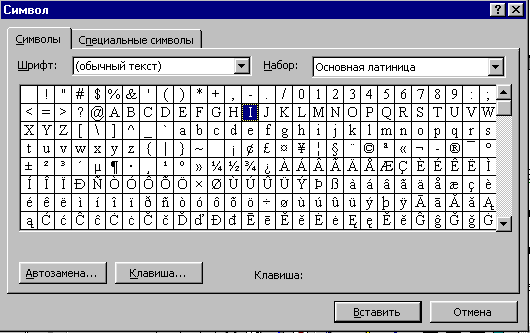 Символ
Символы Специальные символы
Шрифт: (обычный текст) Набор: Основная латиница
! " # $ % & ' ( ) * + , - . / 0 1 2 3 4 5 6 7 8 9 : ;
< = > ? @ A B C D E F G H I J K L M N O P Q R S T U V W
X Y Z [ \ ] ^ _ ` a b c d e f g h i j k l m n o p q r s
t u v w x y z { | } ~ ¡ ¢ £ ¤ ¥ ¦ § ¨ © ª « ¬ - ® ¯ °
± ² ³ ´ µ ¶ · ¸ ¹ º » ¼ ½ ¾ ¿ À Á Â Ã Ä Å Æ Ç È É Ê Ë Ì
Í Î Ï Ð Ñ Ò Ó Ô Õ Ö × Ø Ù Ú Û Ü Ý Þ ß à á â ã ä å æ ç è
é ê ë ì í î ï ð ñ ò ó ô õ ö ÷ ø ù ú û ü ý þ ÿ Ā ā Ă ă Ą
ą Ć ć Ĉ ĉ Ċ ċ Č č Ď ď Đ đ Ē ē Ĕ ĕ Ė ė Ę ę Ě ě Ĝ ĝ Ğ ğ Ġ
Автозамена... Клавиша... Клавиша:
Вставить Отмена